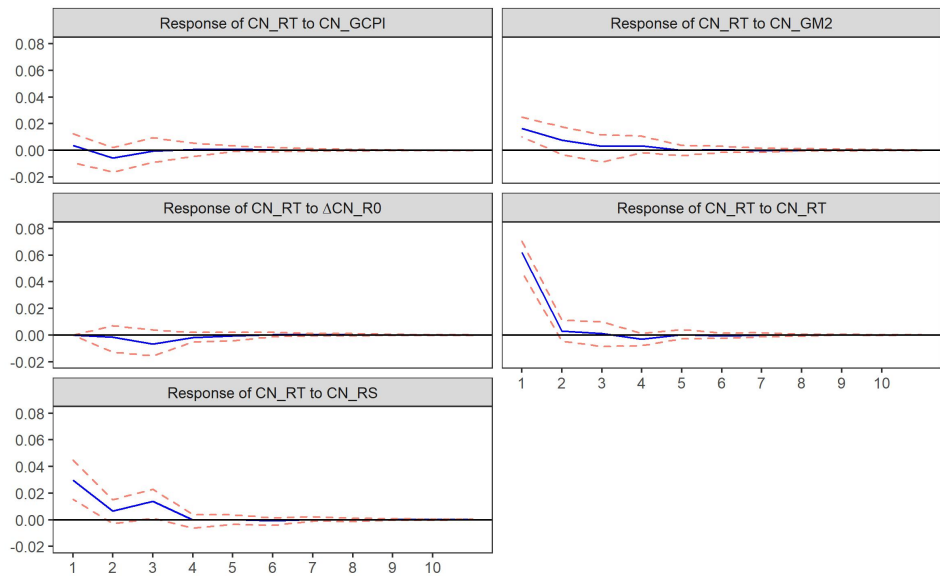 Response of CN_RT to CN_GCPI
Response of CN_RT to CN_GM2
0.08
0.06
0.04
0.02
0.00
-0.02
Response of CN_RT to ΔCN_R0
Response of CN_RT to CN_RT
0.08
0.06
0.04
0.02
0.00
-0.02
1 2 3 4 5 6 7 8 9 10
Response of CN_RT to CN_RS
0.08
0.06
0.04
0.02
0.00
-0.02
1 2 3 4 5 6 7 8 9 10